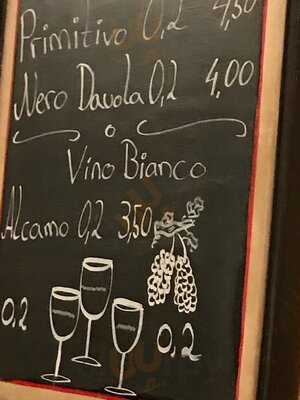 Primitivo 0,2 4,50
Nero Davola 0,2 4,00
Vino Bianco
Alcamo 0,2 3,50
0,2
0,2